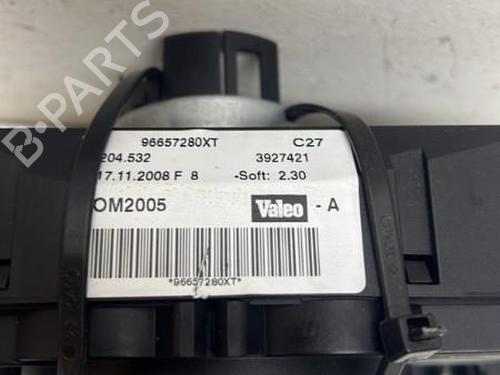 B-PARTS
96657280XT C27
204.532 3927421
17.11.2008 F 8 -Soft: 2.30
OM2005 Valeo - A
*96657280XT*